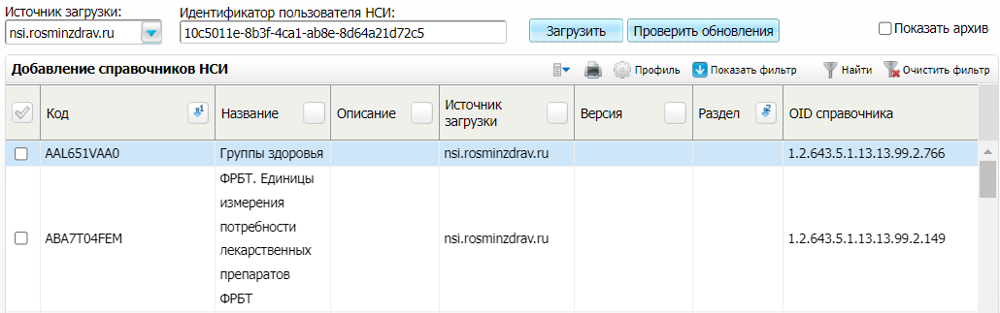 Источник загрузки: Идентификатор пользователя НСИ:
nsi.rosminzdrav.ru 10c5011e-8b3f-4ca1-ab8e-8d64a21d72c5 Загрузить Проверить обновления Показать архив
Добавление справочников НСИ Профиль Показать фильтр Найти Очистить фильтр
Код 1 Название Описание Источник загрузки Версия Раздел 2 OID справочника
AAL651VAA0 Группы здоровья nsi.rosminzdrav.ru 1.2.643.5.1.13.13.99.2.766
ФРБТ. Единицы
измерения
потребности
ABA7T04FEM лекарственных nsi.rosminzdrav.ru 1.2.643.5.1.13.13.99.2.149
препаратов
ФРБТ